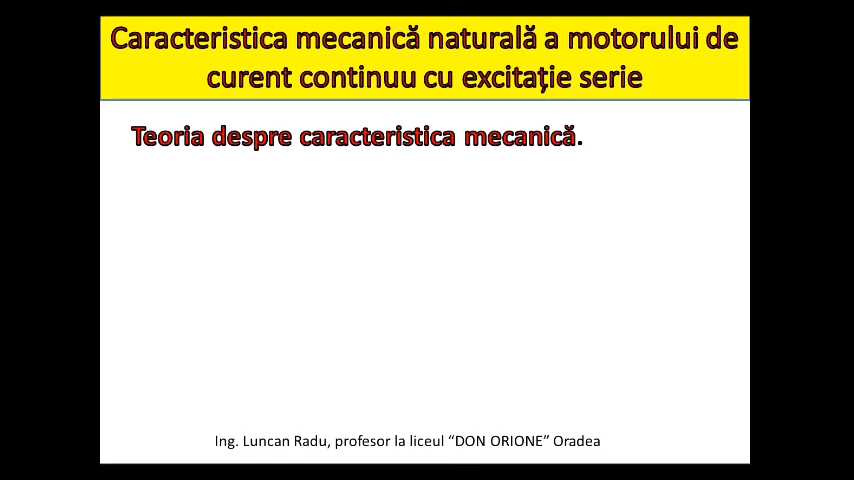 Caracteristica mecanică naturală a motorului de
curent continuu cu excitație serie
Teoria despre caracteristica mecanică.
Ing. Luncan Radu, profesor la liceul “DON ORIONE” Oradea